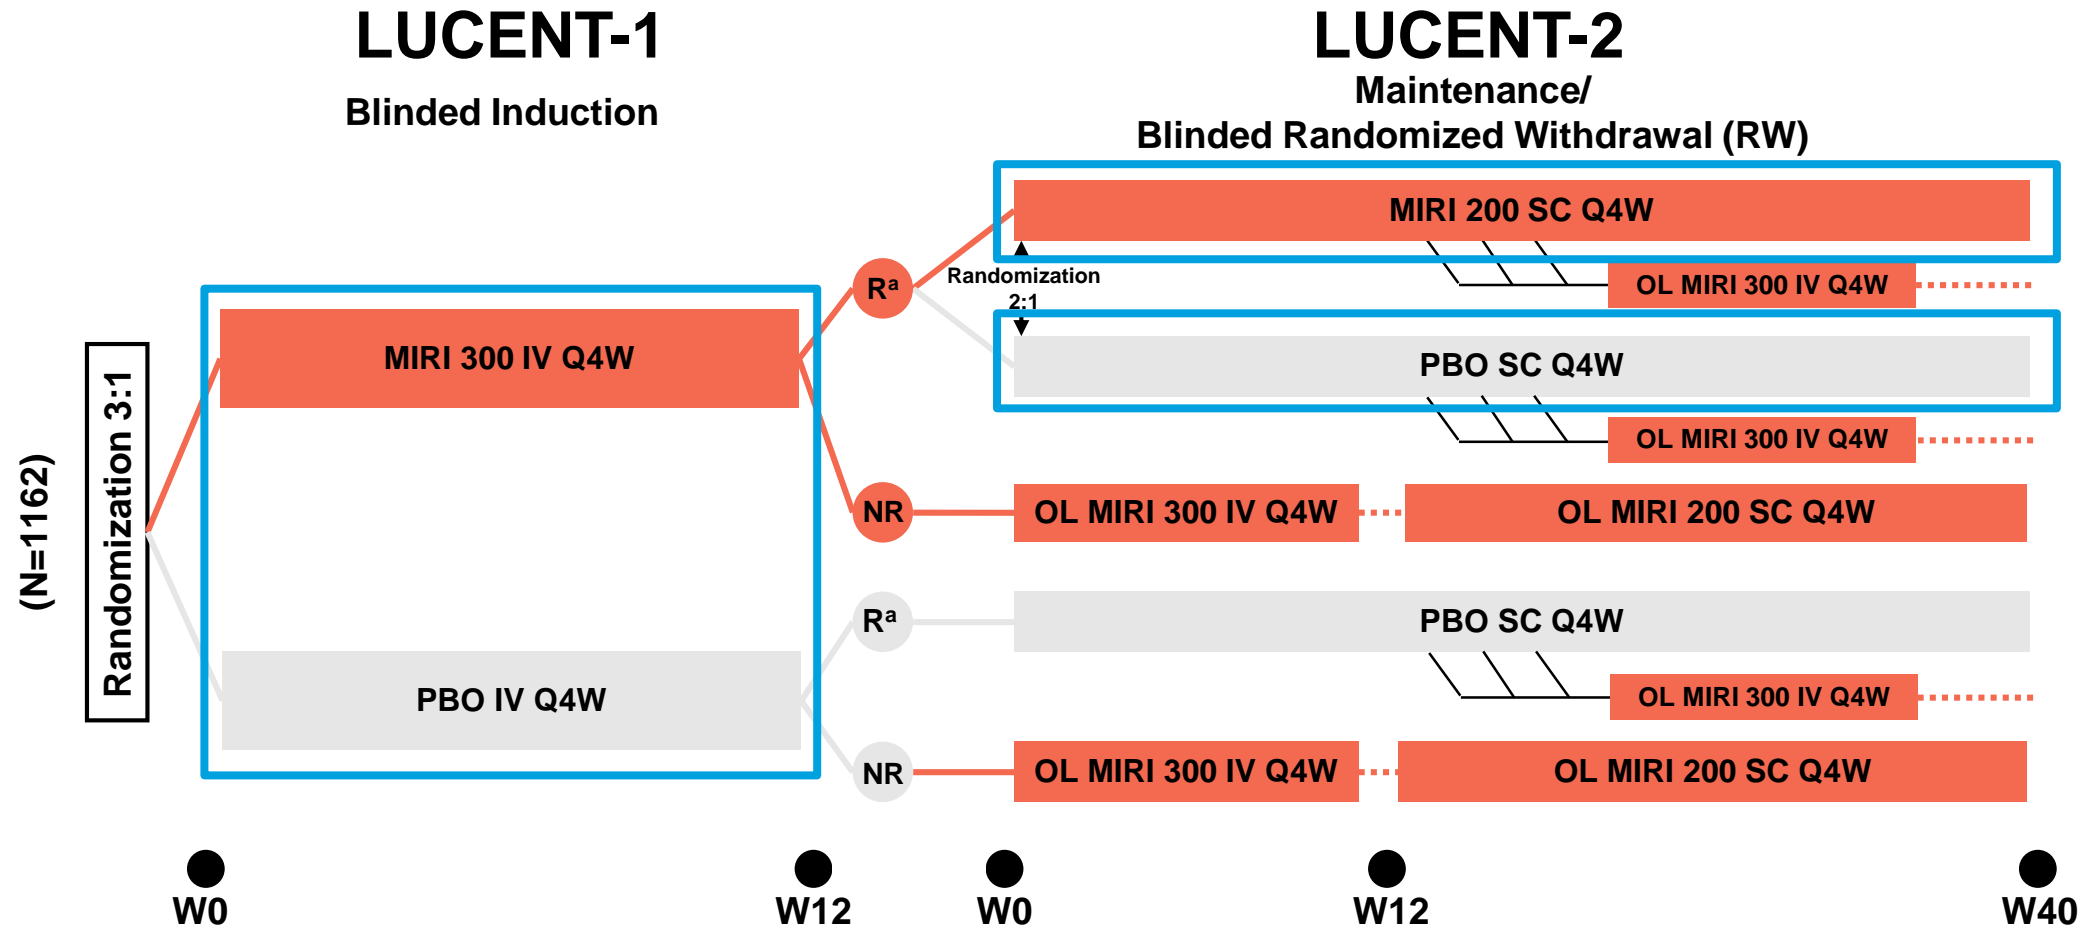 LUCENT-1
Blinded Induction
LUCENT-2
Maintenance/
Blinded Randomized Withdrawal (RW)
(N=1162)
Randomization 3:1
MIRI 300 IV Q4W
PBO IV Q4W
Rᵃ
NR
Rᵃ
NR
Randomization
2:1
MIRI 200 SC Q4W
OL MIRI 300 IV Q4W
PBO SC Q4W
OL MIRI 300 IV Q4W
OL MIRI 300 IV Q4W
OL MIRI 200 SC Q4W
PBO SC Q4W
OL MIRI 300 IV Q4W
OL MIRI 300 IV Q4W
OL MIRI 200 SC Q4W
W0
W12
W0
W12
W40